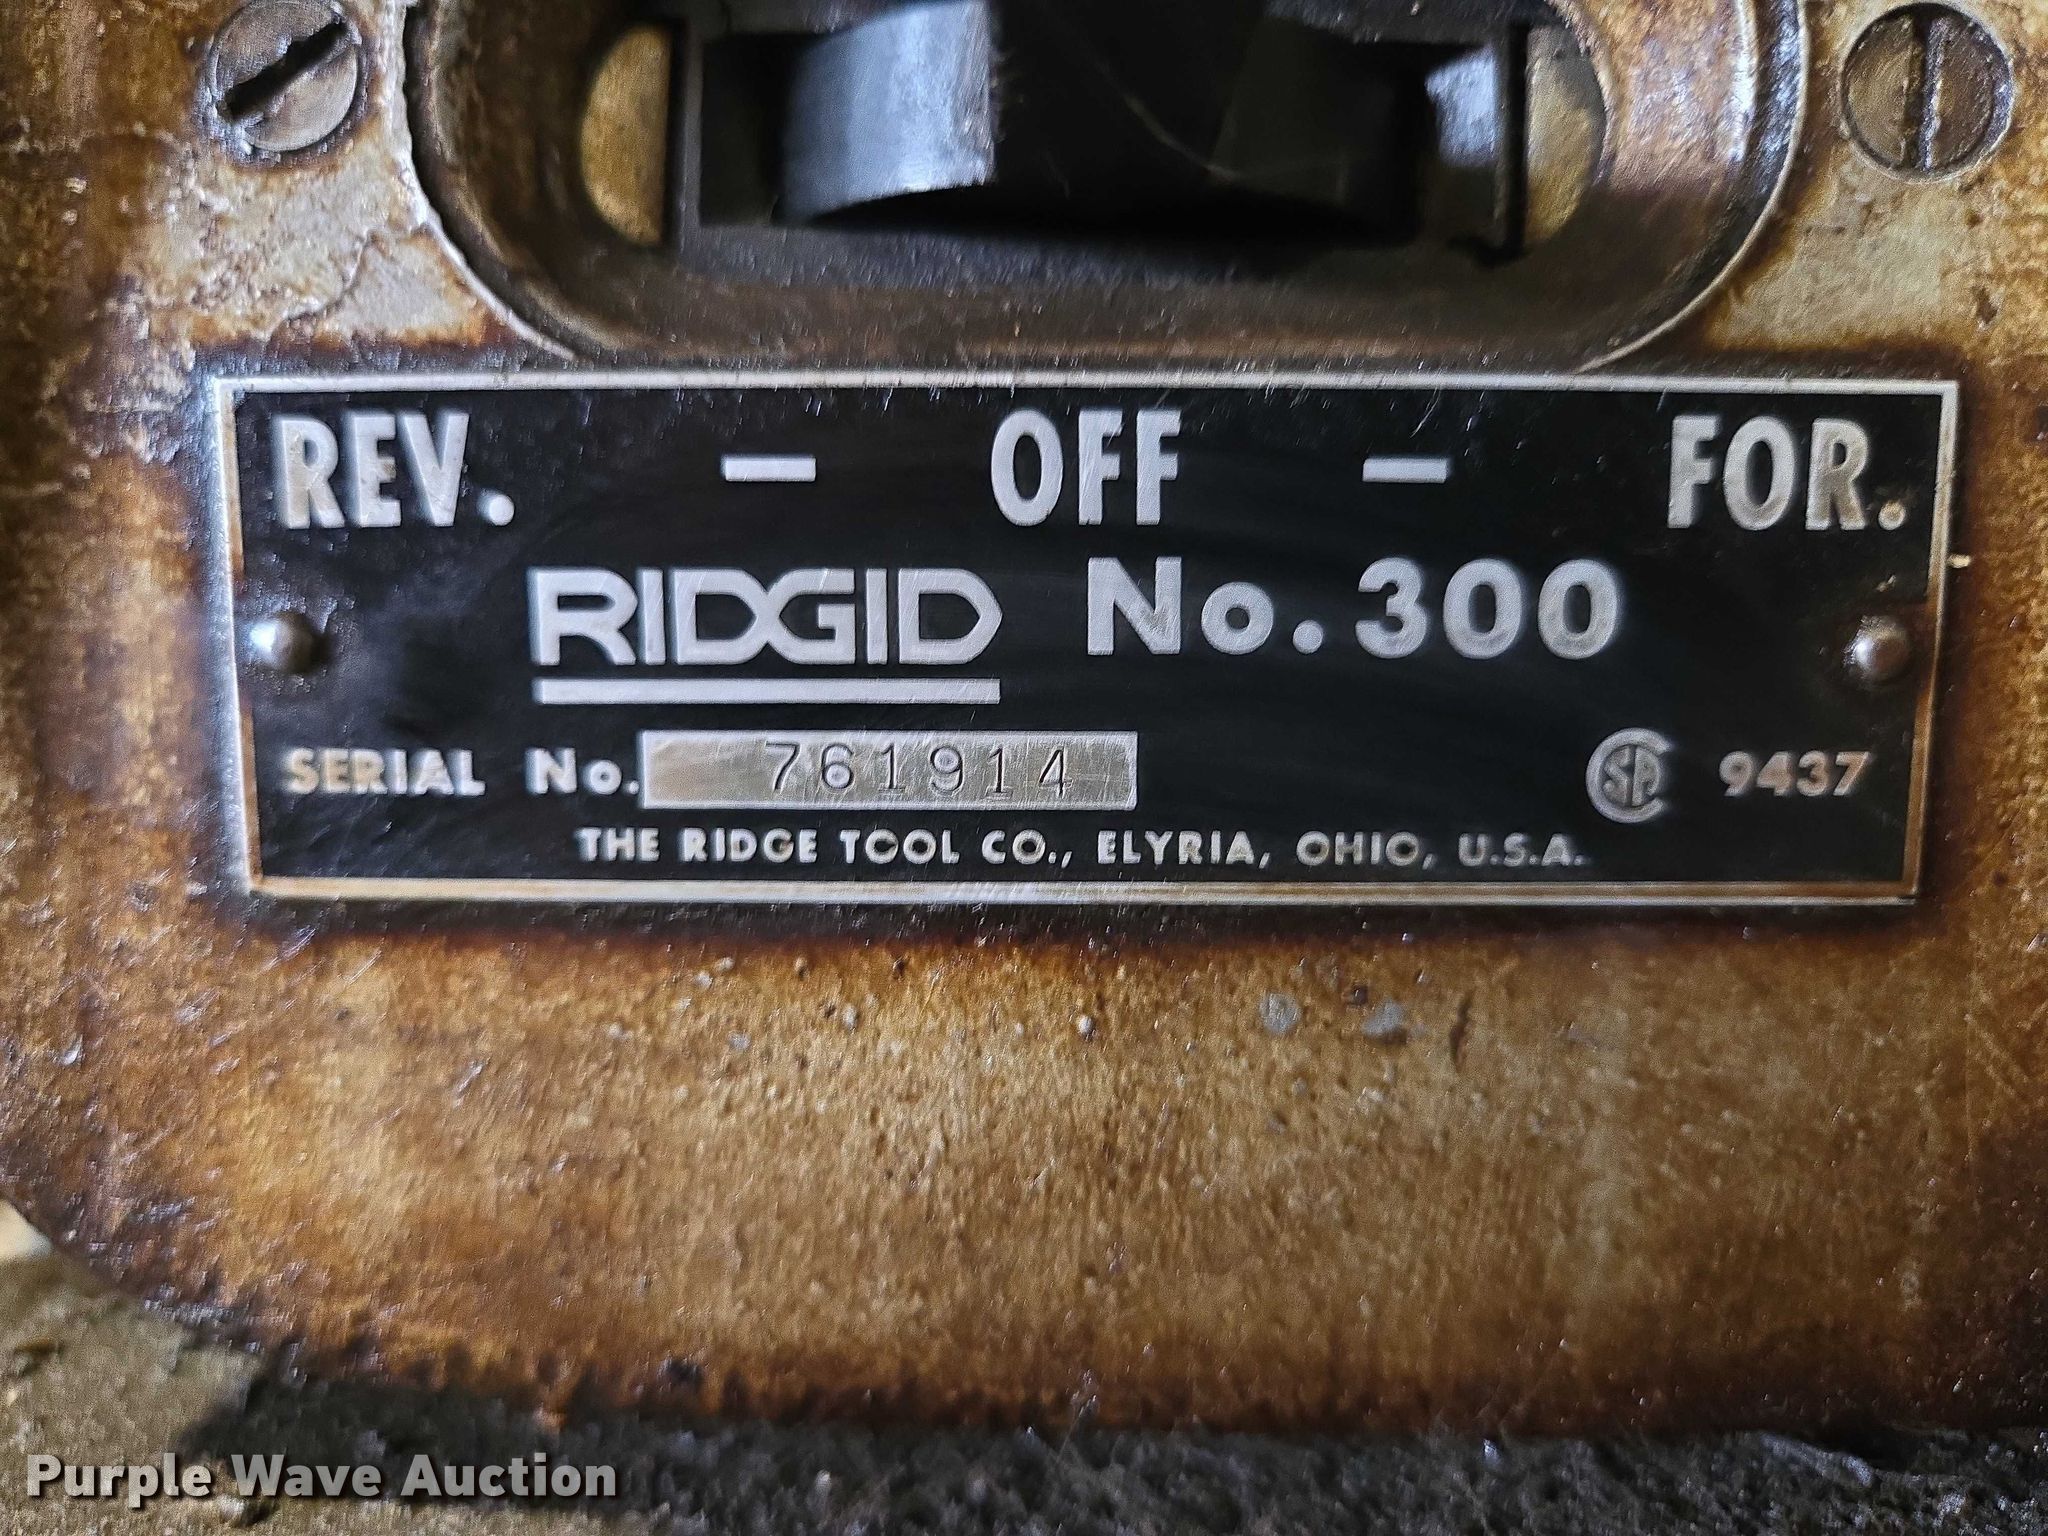 REV. – OFF – FOR.
RIDGID No. 300
SERIAL No. 761914 CSA 9437
THE RIDGE TOOL CO., ELYRIA, OHIO, U.S.A.
Purple Wave Auction